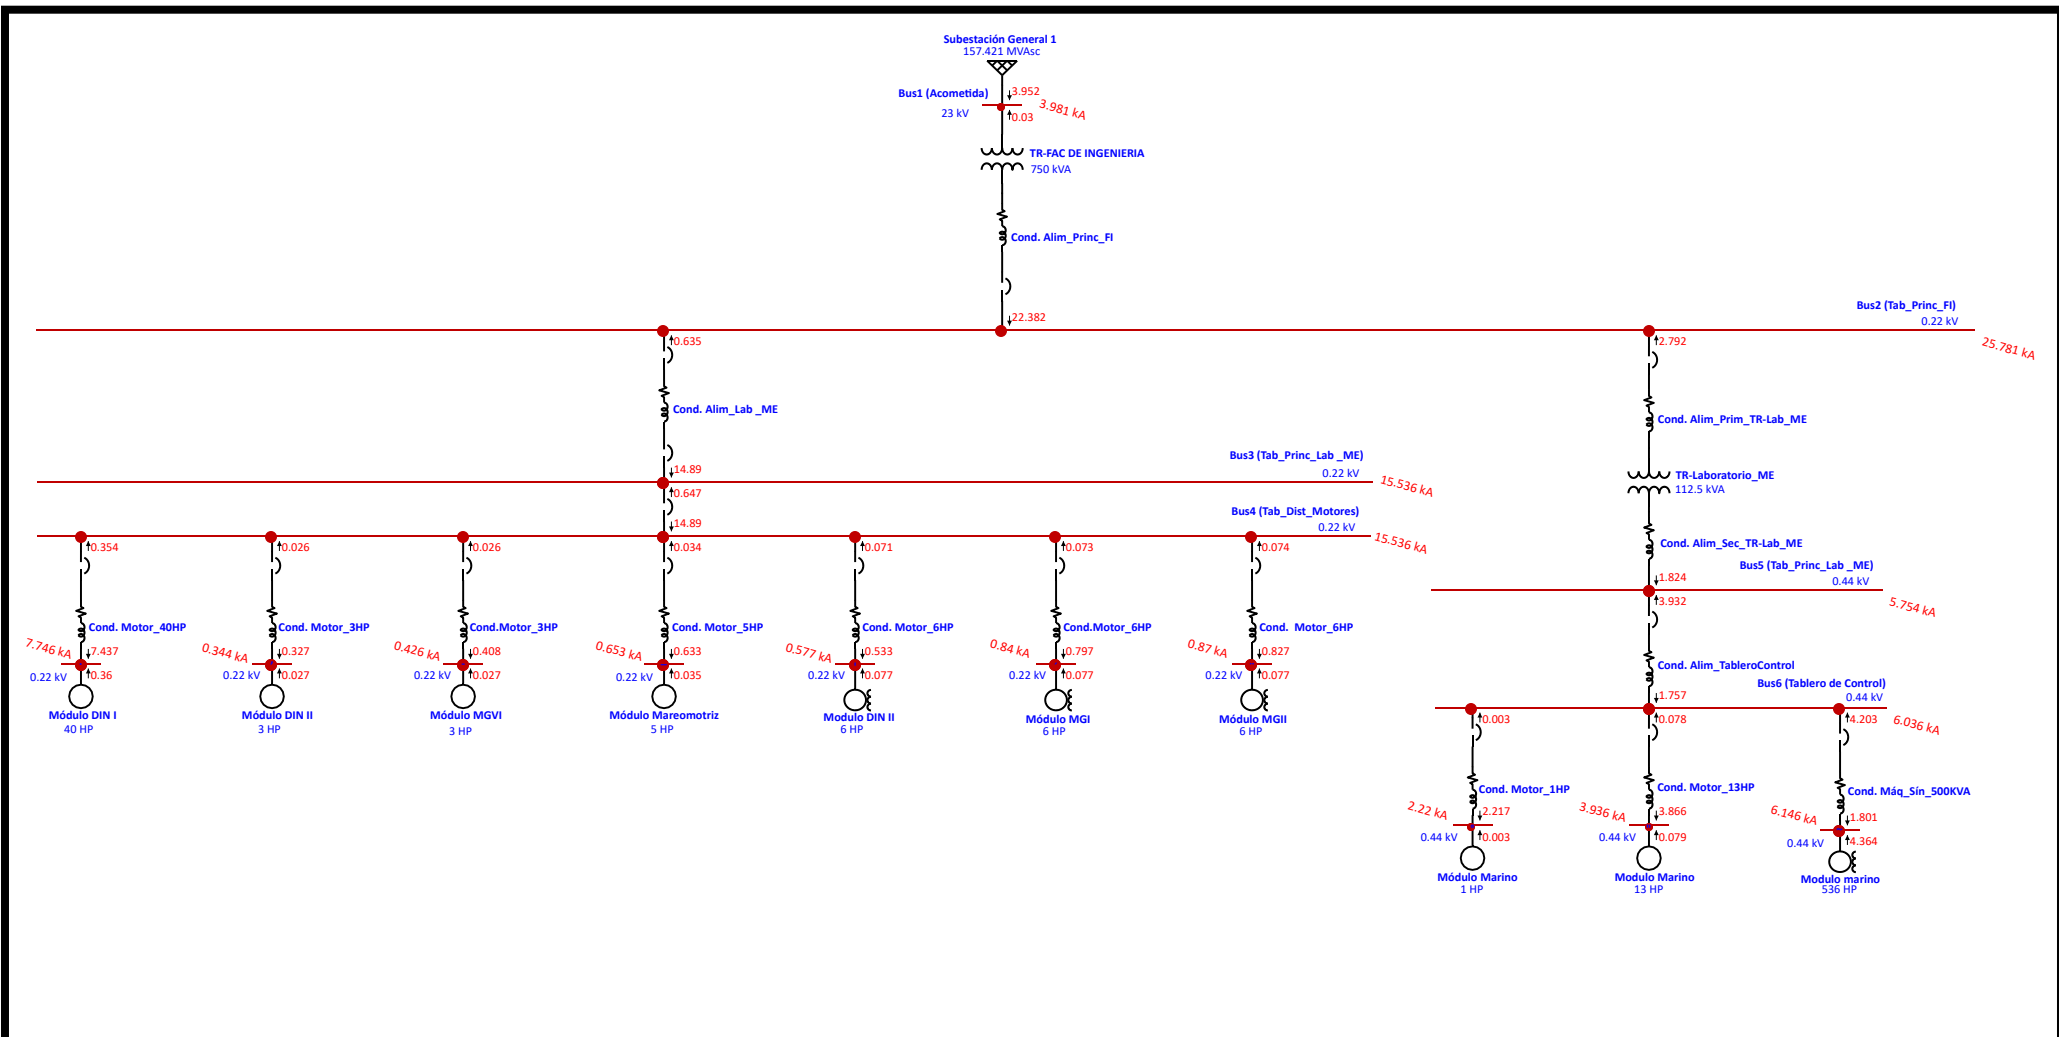 Subestación General 1
157.421 MVAsc
Bus1 (Acometida)
3.952
3.981 kA
23 kV
0.03
TR-FAC DE INGENIERIA
750 kVA
Cond. Alim_Princ_FI
22.382
Bus2 (Tab_Princ_FI)
0.22 kV
25.781 kA
0.635
2.792
Cond. Alim_Lab _ME
Cond. Alim_Prim_TR-Lab_ME
14.89
Bus3 (Tab_Princ_Lab _ME)
0.22 kV
15.536 kA
0.647
TR-Laboratorio_ME
112.5 kVA
14.89
Bus4 (Tab_Dist_Motores)
0.22 kV
15.536 kA
0.354
0.026
0.026
0.034
0.071
0.073
0.074
Cond. Alim_Sec_TR-Lab_ME
1.824
Bus5 (Tab_Princ_Lab _ME)
0.44 kV
5.754 kA
3.932
Cond. Motor_40HP
Cond. Motor_3HP
Cond.Motor_3HP
Cond. Motor_5HP
Cond. Motor_6HP
Cond.Motor_6HP
Cond. Motor_6HP
7.746 kA
7.437
0.344 kA
0.327
0.426 kA
0.408
0.653 kA
0.633
0.577 kA
0.533
0.84 kA
0.797
0.87 kA
0.827
0.22 kV
0.36
0.22 kV
0.027
0.22 kV
0.027
0.22 kV
0.035
0.22 kV
0.077
0.22 kV
0.077
0.22 kV
0.077
Módulo DIN I
40 HP
Módulo DIN II
3 HP
Módulo MGVI
3 HP
Módulo Mareomotriz
5 HP
Modulo DIN II
6 HP
Módulo MGI
6 HP
Módulo MGII
6 HP
Cond. Alim_TableroControl
1.757
Bus6 (Tablero de Control)
0.44 kV
6.036 kA
0.003
0.078
4.203
Cond. Motor_1HP
Cond. Motor_13HP
Cond. Máq_Sín_500KVA
2.22 kA
2.217
3.936 kA
3.866
6.146 kA
1.801
0.44 kV
0.003
0.44 kV
0.079
0.44 kV
4.364
Módulo Marino
1 HP
Modulo Marino
13 HP
Modulo marino
536 HP